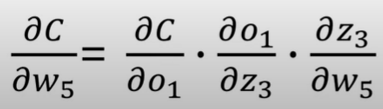 ∂C/∂w₅ = ∂C/∂o₁ · ∂o₁/∂z₃ · ∂z₃/∂w₅